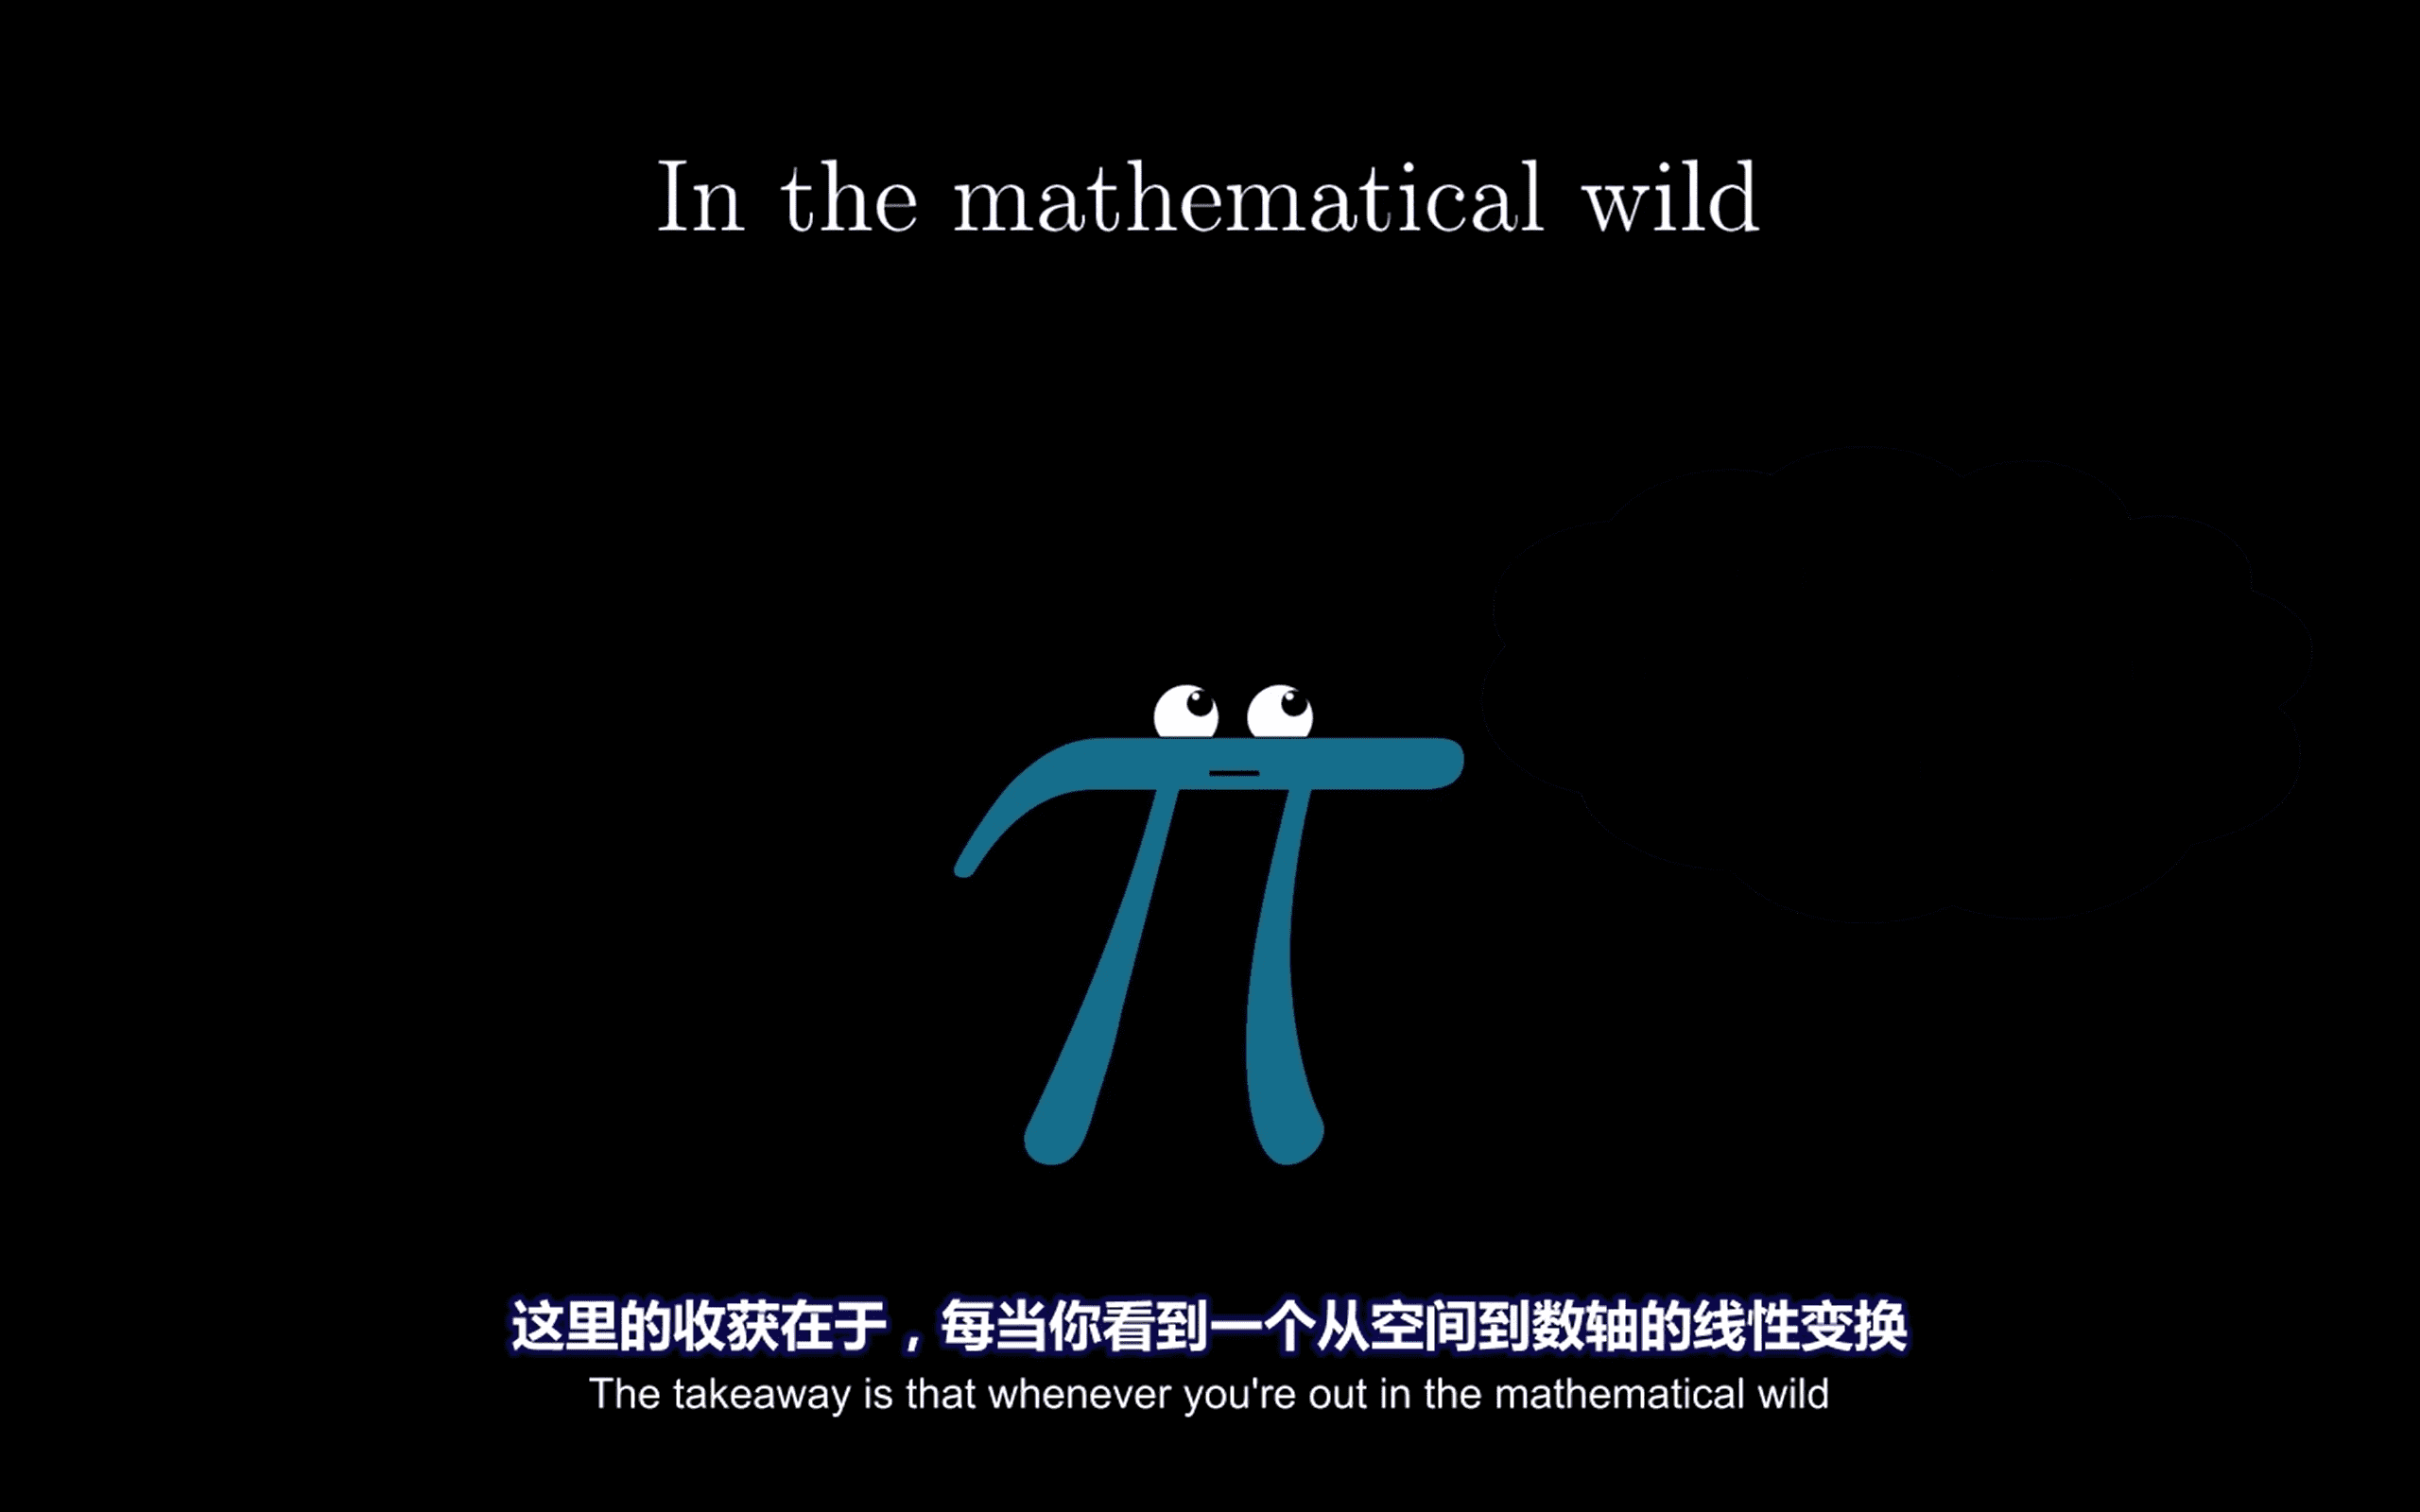 In the mathematical wild
这里的收获在于，每当你看到一个从空间到数轴的线性变换
The takeaway is that whenever you're out in the mathematical wild